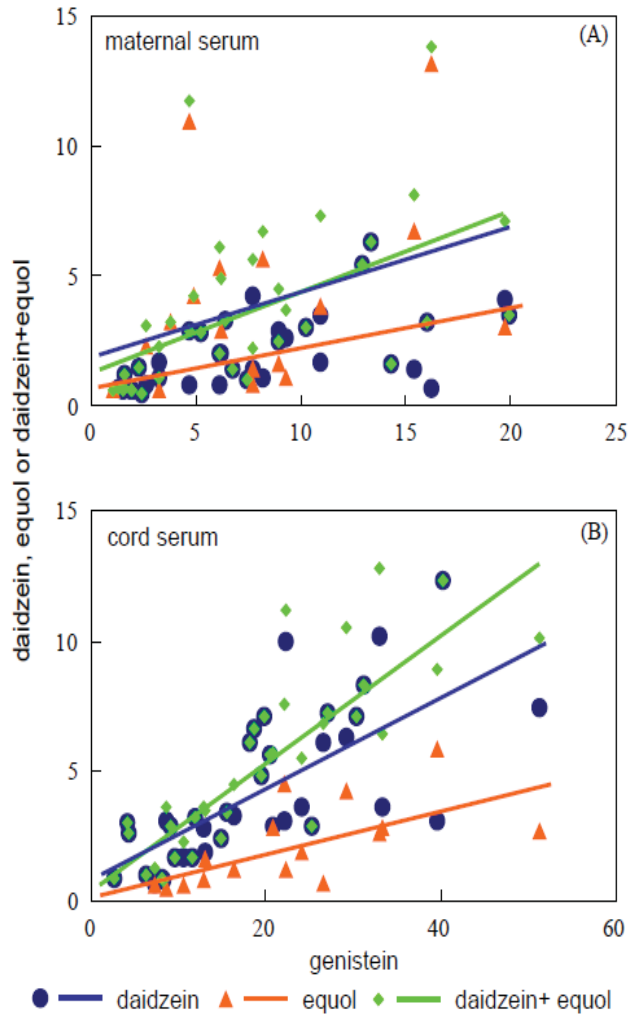 15
maternal serum
(A)
10
5
0
0
5
10
15
20
25
daidzein, equol or daidzein+equol
15
cord serum
(B)
10
5
0
0
20
40
60
genistein
daidzein equol daidzein+ equol